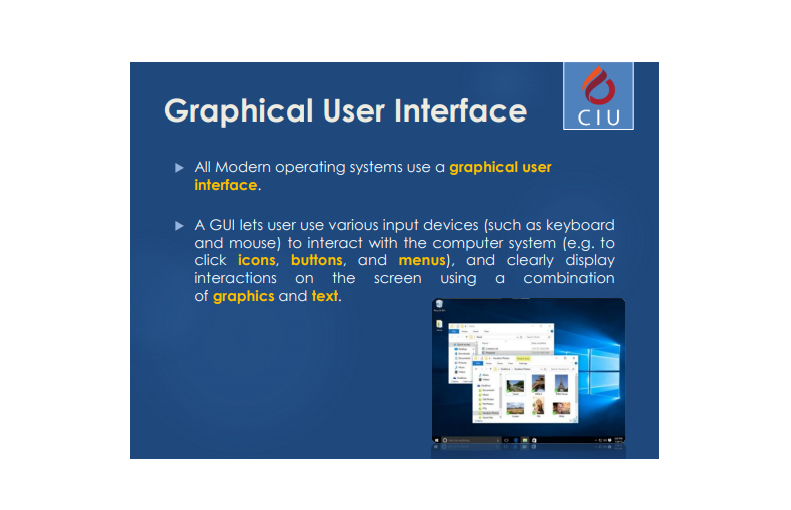 CIU
Graphical User Interface
All Modern operating systems use a graphical user
interface.
A GUI lets user use various input devices (such as keyboard
and mouse) to interact with the computer system (e.g. to
click icons, buttons, and menus), and clearly display
interactions on the screen using a combination
of graphics and text.